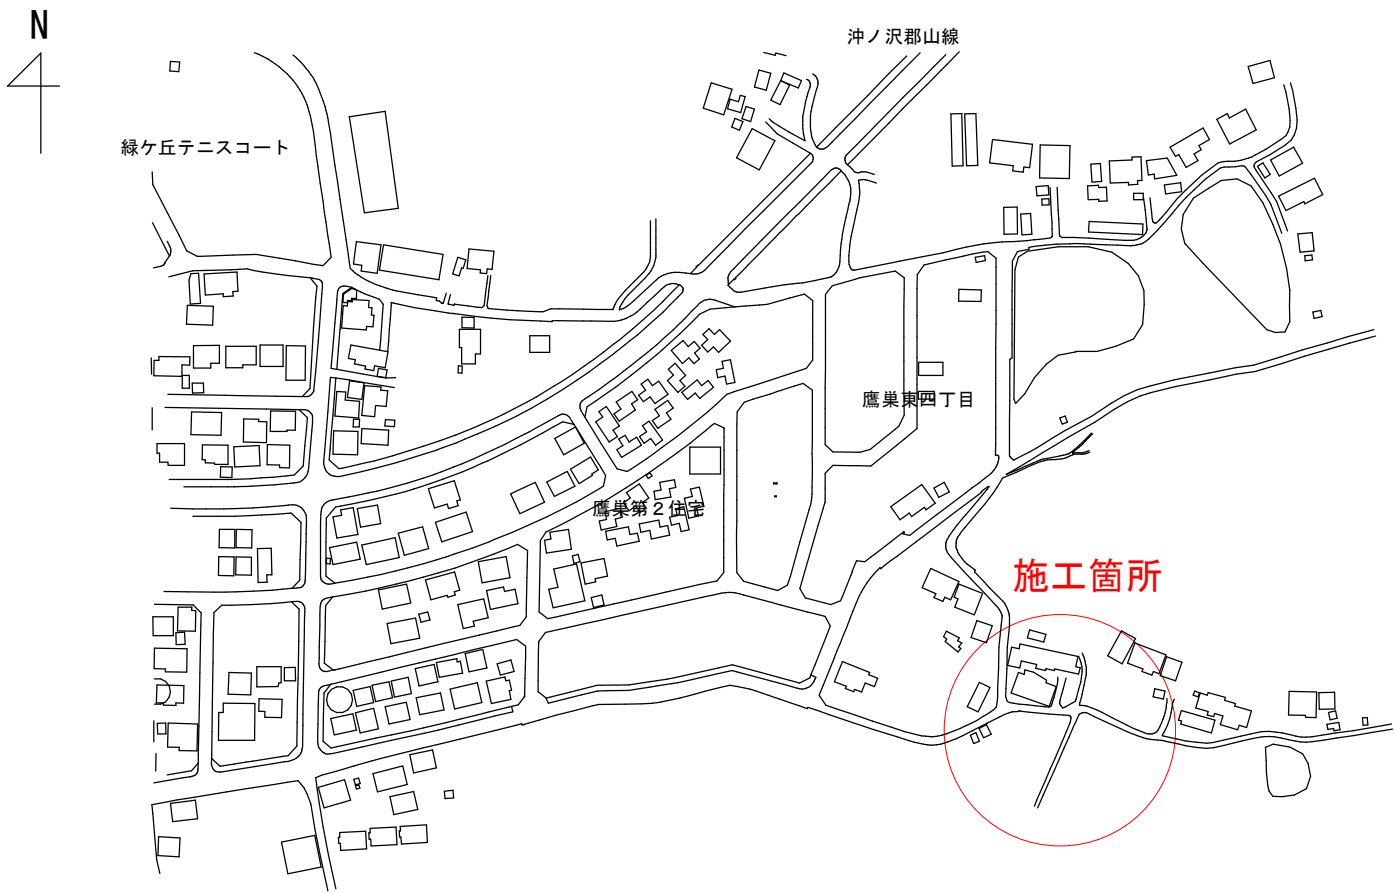 N
沖ノ沢郡山線
緑ケ丘テニスコート
鷹巣東四丁目
鷹巣第２住宅
施工箇所